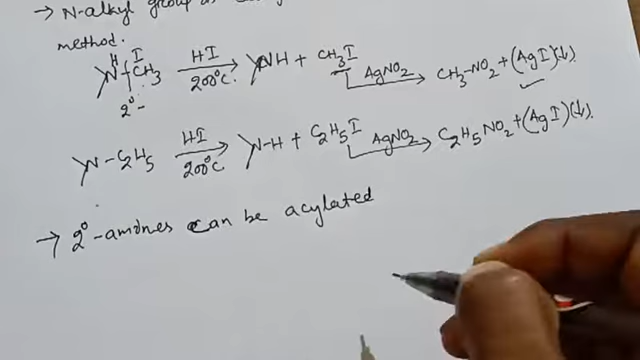 → N-alkyl group
method.
H I
>N-CH3 HI 200°C. >NH + CH3I AgNO2 CH3-NO2 + (AgI)(↓)
2°-
>N-C2H5 HI 200°C >N-H + C2H5I AgNO2 C2H5NO2 + (AgI)(↓).
→ 2°-amines can be acylated